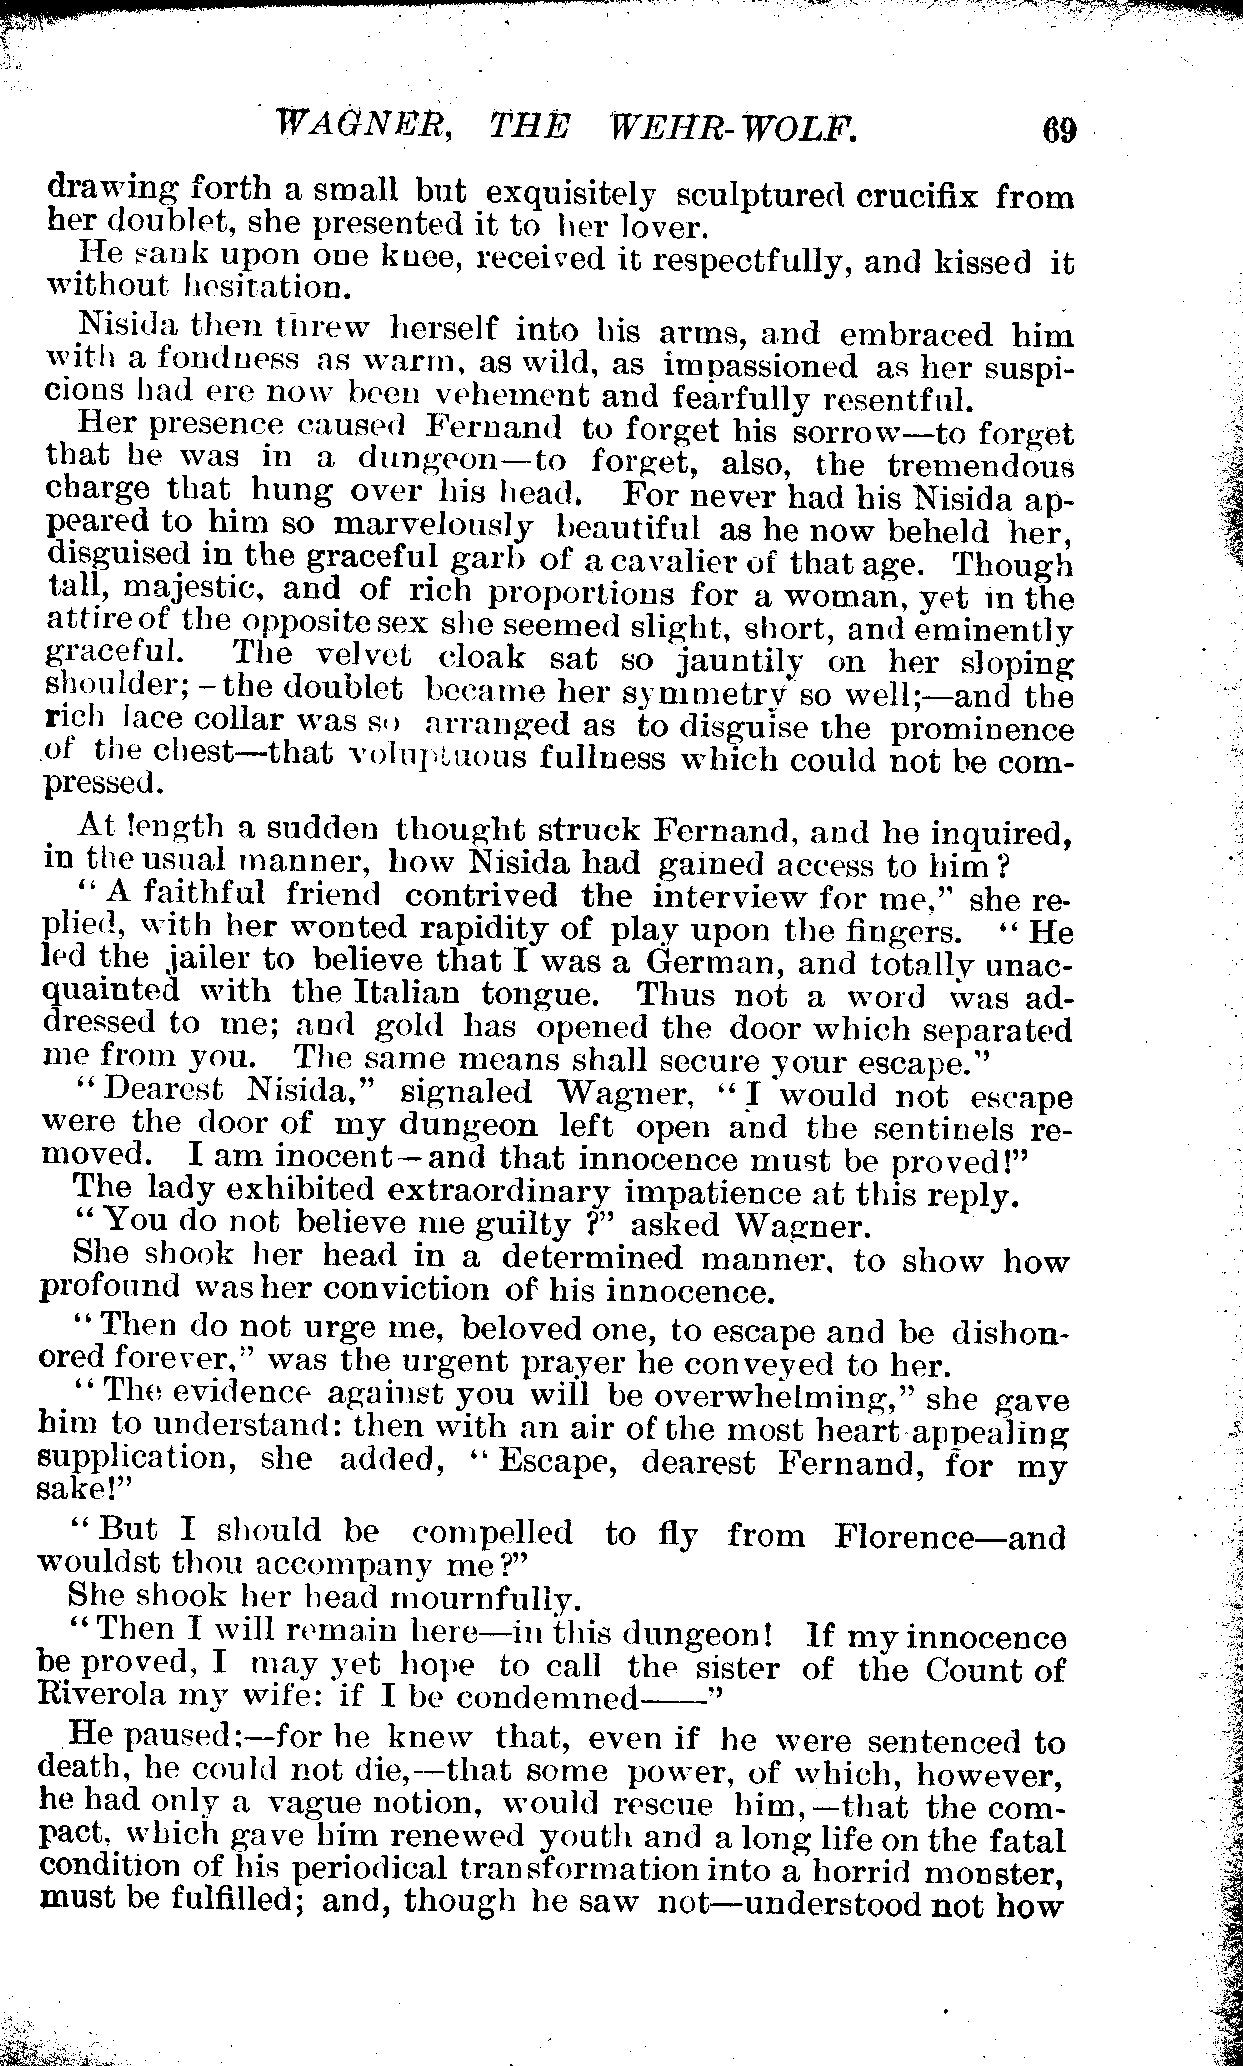 WAGNER, THE WEHR-WOLF. 69
drawing forth a small but exquisitely sculptured crucifix from
her doublet, she presented it to her lover.
He sank upon one knee, received it respectfully, and kissed it
without hesitation.
Nisida then threw herself into his arms, and embraced him
with a fondness as warm, as wild, as impassioned as her suspi-
cions had ere now been vehement and fearfully resentful.
Her presence caused Fernand to forget his sorrow—to forget
that he was in a dungeon—to forget, also, the tremendous
charge that hung over his head. For never had his Nisida ap-
peared to him so marvelously beautiful as he now beheld her,
disguised in the graceful garb of a cavalier of that age. Though
tall, majestic, and of rich proportions for a woman, yet in the
attire of the opposite sex she seemed slight, short, and eminently
graceful. The velvet cloak sat so jauntily on her sloping
shoulder;—the doublet became her symmetry so well;—and the
rich lace collar was so arranged as to disguise the prominence
of the chest—that voluptuous fullness which could not be com-
pressed.
At length a sudden thought struck Fernand, and he inquired,
in the usual manner, how Nisida had gained access to him?
"A faithful friend contrived the interview for me," she re-
plied, with her wonted rapidity of play upon the fingers. "He
led the jailer to believe that I was a German, and totally unac-
quainted with the Italian tongue. Thus not a word was ad-
dressed to me; and gold has opened the door which separated
me from you. The same means shall secure your escape."
"Dearest Nisida," signaled Wagner, "I would not escape
were the door of my dungeon left open and the sentinels re-
moved. I am inocent—and that innocence must be proved!"
The lady exhibited extraordinary impatience at this reply.
"You do not believe me guilty?" asked Wagner.
She shook her head in a determined manner, to show how
profound was her conviction of his innocence.
"Then do not urge me, beloved one, to escape and be dishon-
ored forever," was the urgent prayer he conveyed to her.
"The evidence against you will be overwhelming," she gave
him to understand: then with an air of the most heart-appealing
supplication, she added, "Escape, dearest Fernand, for my
sake!"
"But I should be compelled to fly from Florence—and
wouldst thou accompany me?"
She shook her head mournfully.
"Then I will remain here—in this dungeon! If my innocence
be proved, I may yet hope to call the sister of the Count of
Riverola my wife: if I be condemned——"
He paused:—for he knew that, even if he were sentenced to
death, he could not die,—that some power, of which, however,
he had only a vague notion, would rescue him,—that the com-
pact, which gave him renewed youth and a long life on the fatal
condition of his periodical transformation into a horrid monster,
must be fulfilled; and, though he saw not—understood not how